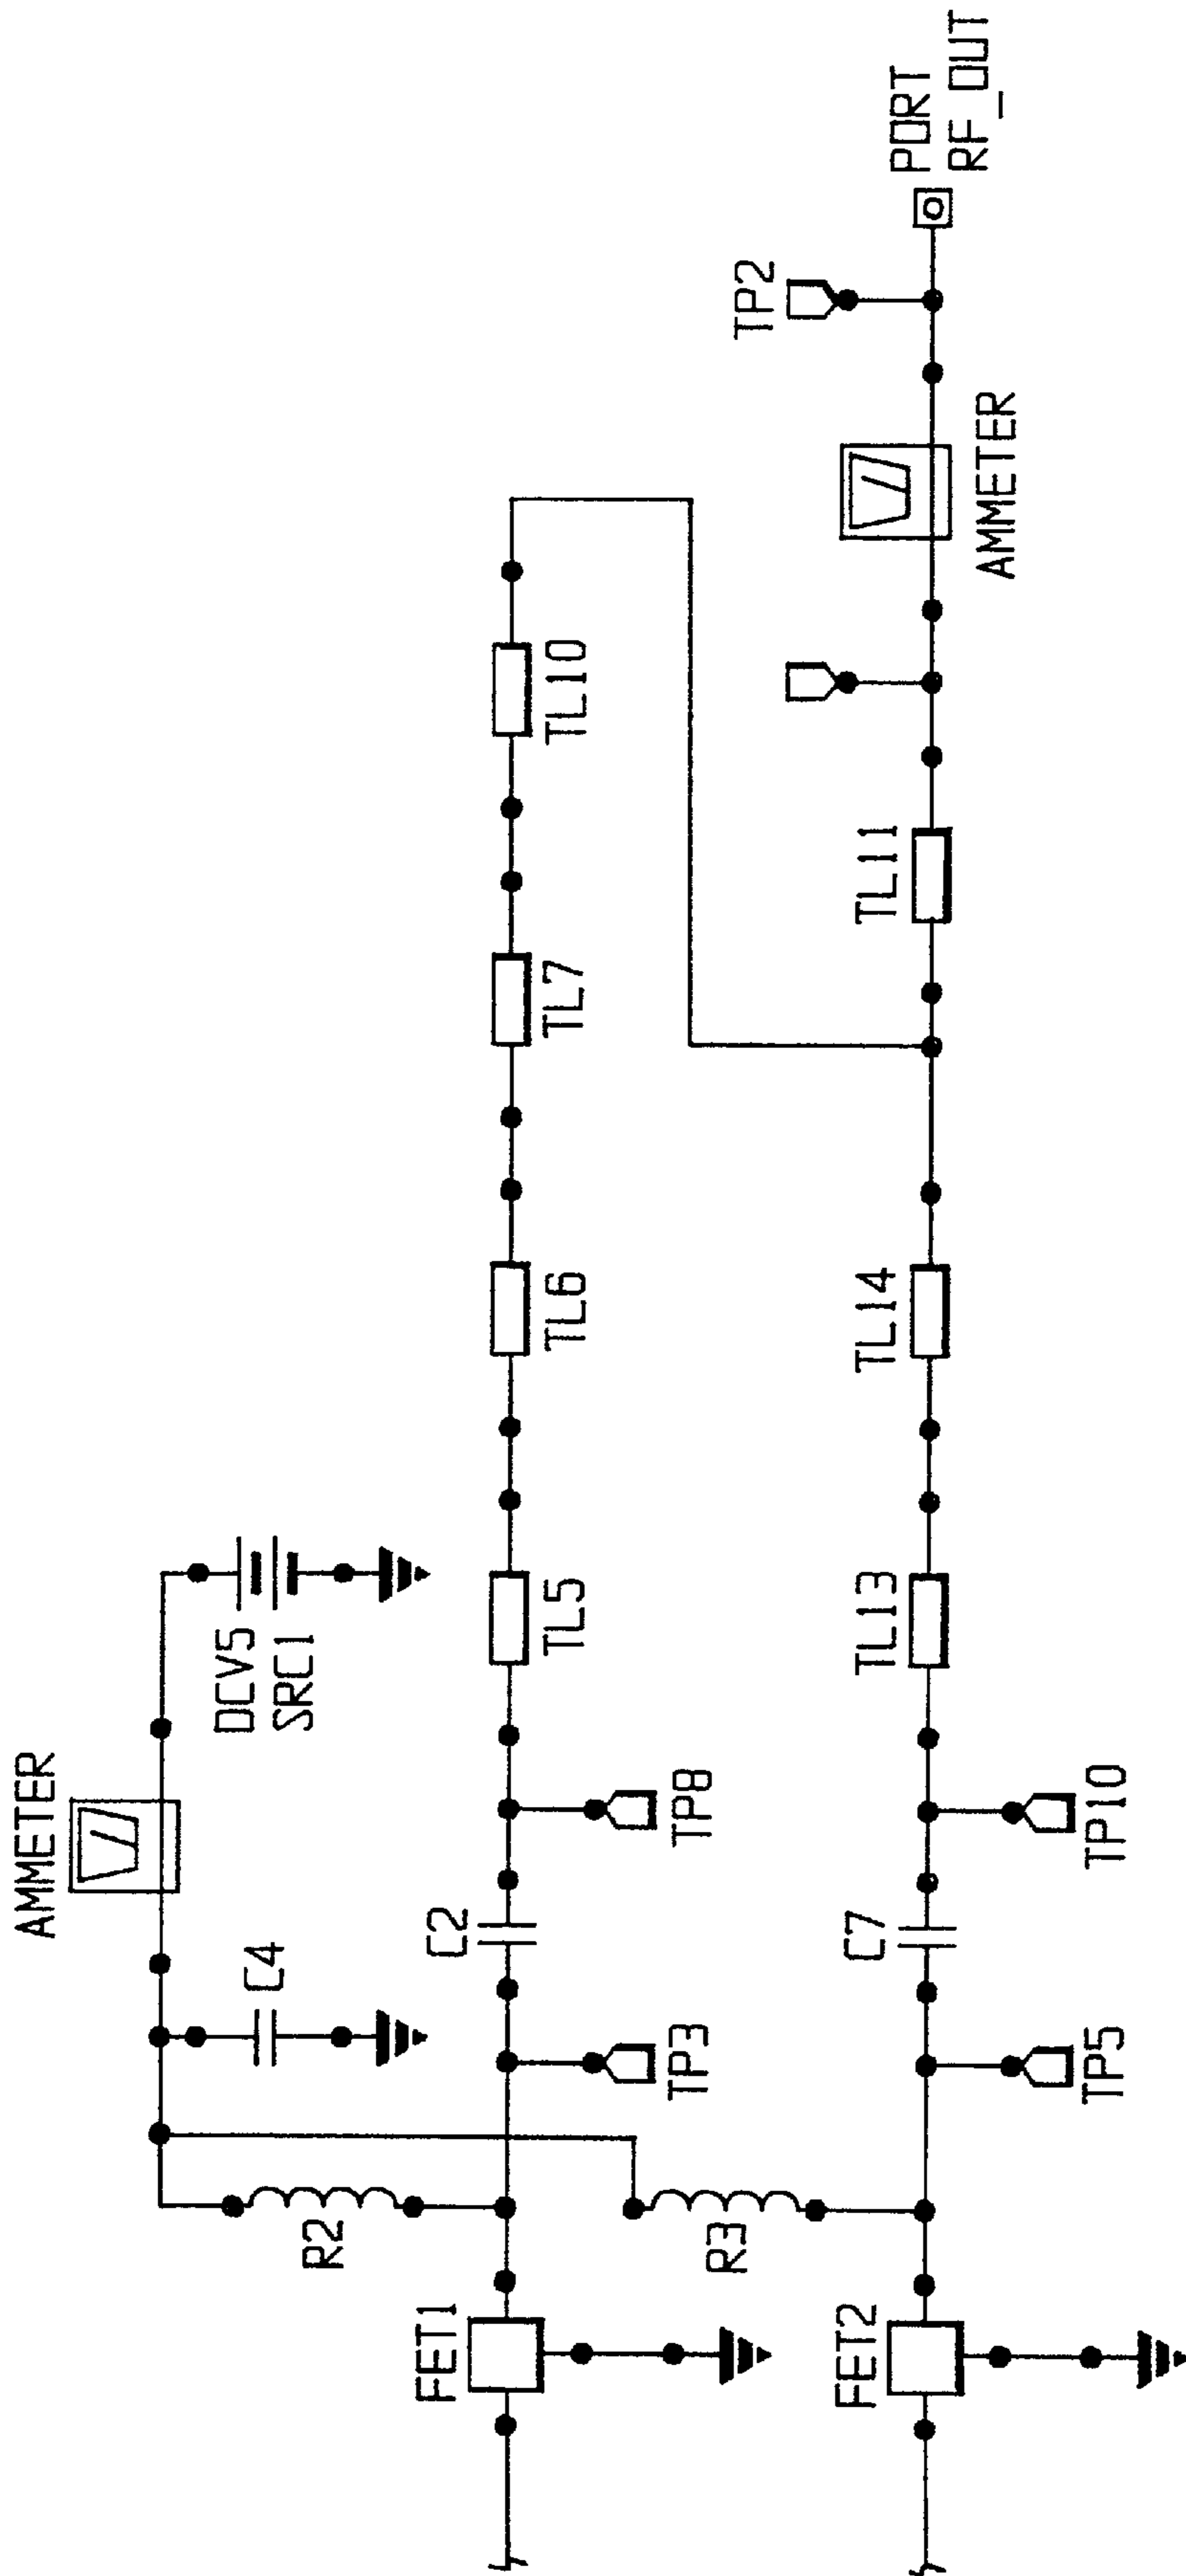 AMMETER
DCV5
SRC1
C4
R2
FET1
C2
TP3
TP8
TL5
TL6
TL7
TL10
R3
FET2
C7
TP5
TP10
TL13
TL14
TL11
AMMETER
TP2
PORT
RF_OUT